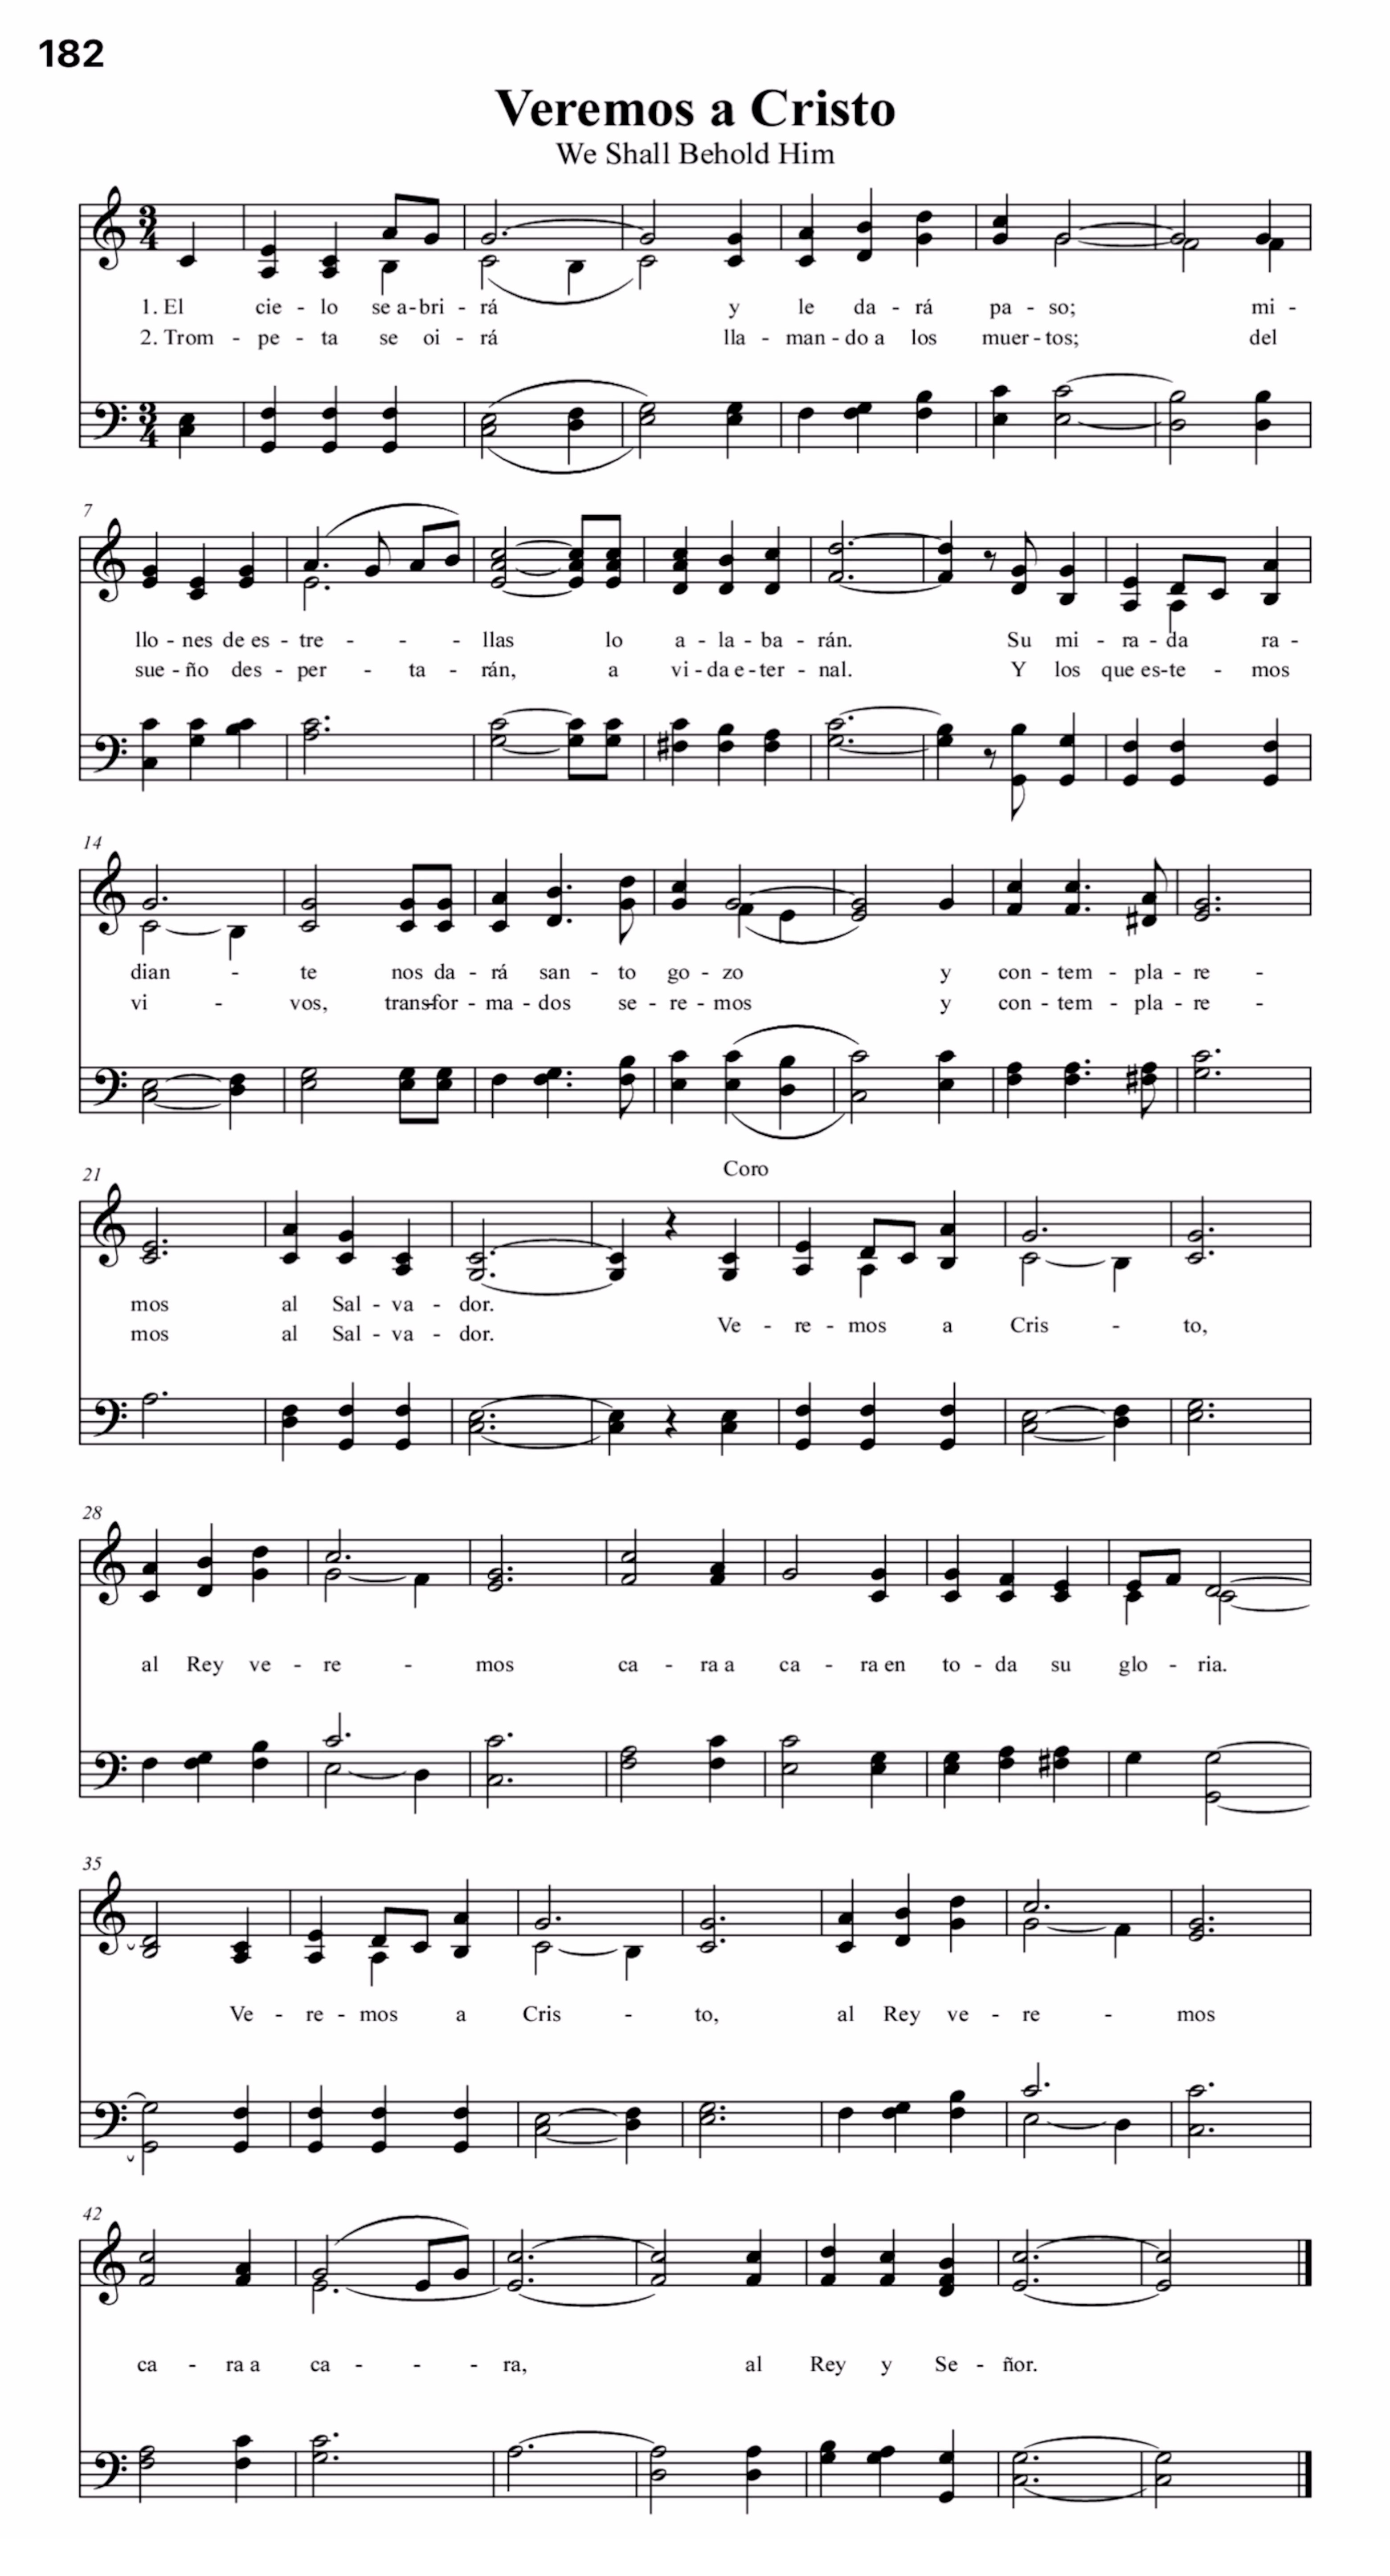 182
Veremos a Cristo
We Shall Behold Him
3 4
1. El cie - lo se a-bri - rá y le da - rá pa - so; mi -
2. Trom - pe - ta se oi - rá lla - man - do a los muer - tos; del
3 4
7
llo - nes de es - tre - - - llas lo a - la - ba - rán. Su mi - ra - da ra -
sue - ño des - per - ta - rán, a vi - da e - ter - nal. Y los que es-te - mos
14
dian - te nos da - rá san - to go - zo y con - tem - pla - re -
vi - vos, trans-for - ma - dos se - re - mos y con - tem - pla - re -
Coro
21
mos al Sal - va - dor.
Ve - re - mos a Cris - to,
mos al Sal - va - dor.
28
al Rey ve - re - mos ca - ra a ca - ra en to - da su glo - ria.
35
Ve - re - mos a Cris - to, al Rey ve - re - mos
42
ca - ra a ca - - - ra, al Rey y Se - ñor.